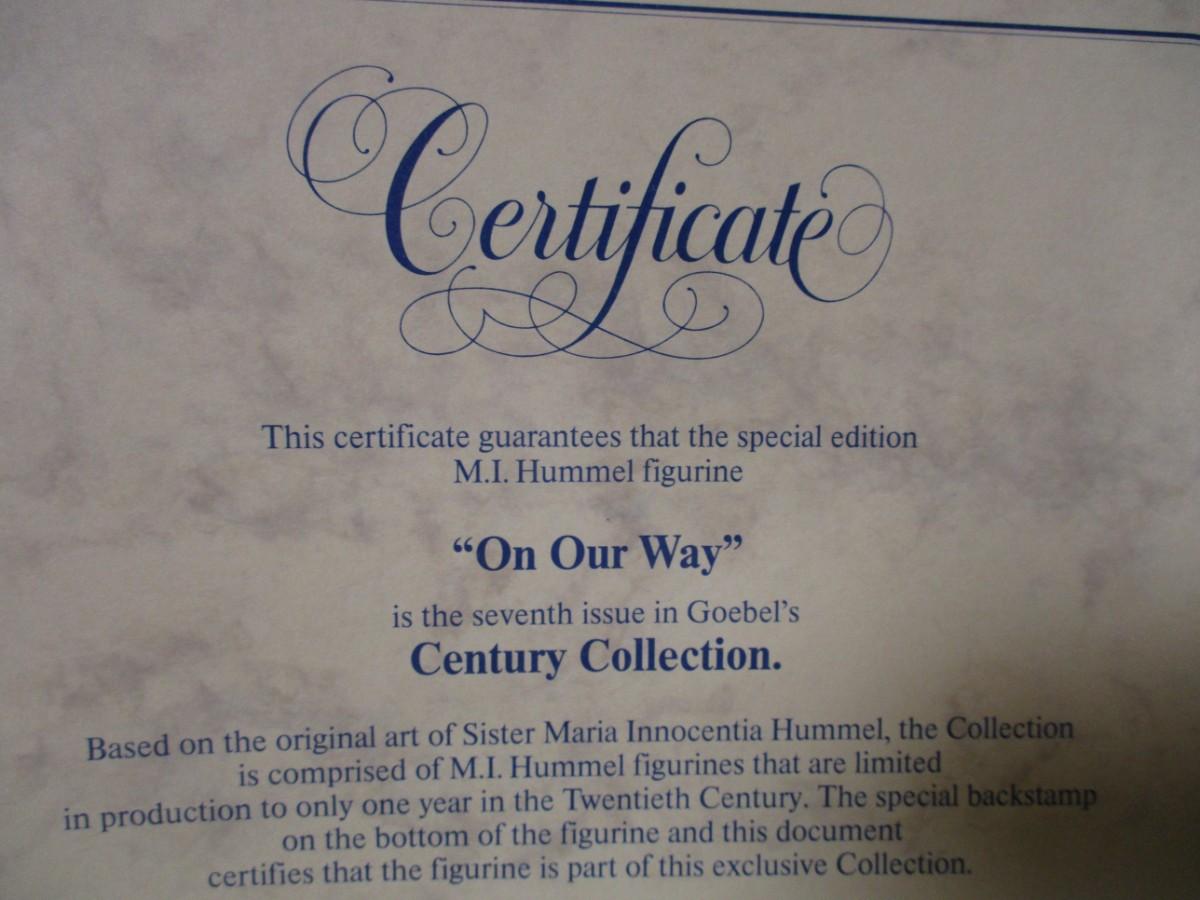 Certificate
This certificate guarantees that the special edition
M.I. Hummel figurine
“On Our Way”
is the seventh issue in Goebel’s
Century Collection.
Based on the original art of Sister Maria Innocentia Hummel, the Collection
is comprised of M.I. Hummel figurines that are limited
in production to only one year in the Twentieth Century. The special backstamp
on the bottom of the figurine and this document
certifies that the figurine is part of this exclusive Collection.